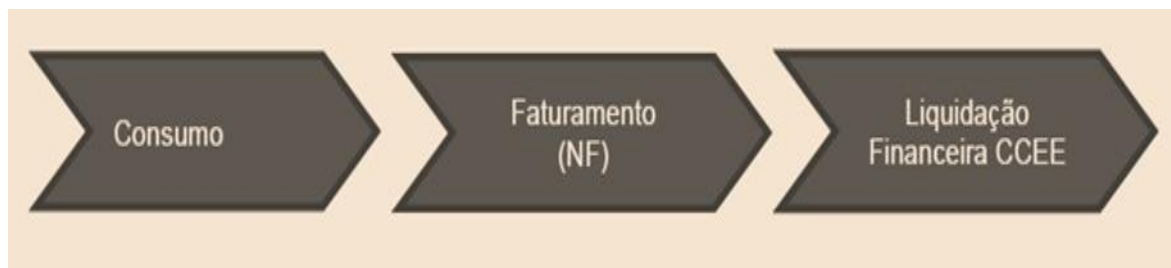 Consumo
Faturamento
(NF)
Liquidação
Financeira CCEE